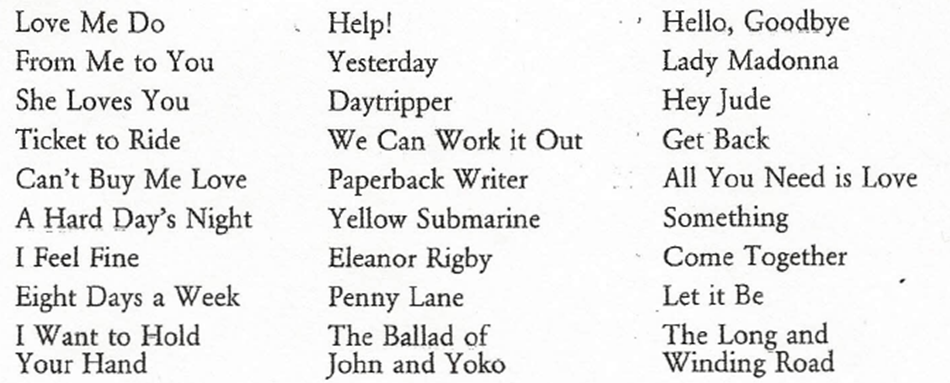 Love Me Do
From Me to You
She Loves You
Ticket to Ride
Can't Buy Me Love
A Hard Day's Night
I Feel Fine
Eight Days a Week
I Want to Hold
Your Hand
Help!
Yesterday
Daytripper
We Can Work it Out
Paperback Writer
Yellow Submarine
Eleanor Rigby
Penny Lane
The Ballad of
John and Yoko
Hello, Goodbye
Lady Madonna
Hey Jude
Get Back
All You Need is Love
Something
Come Together
Let it Be
The Long and
Winding Road